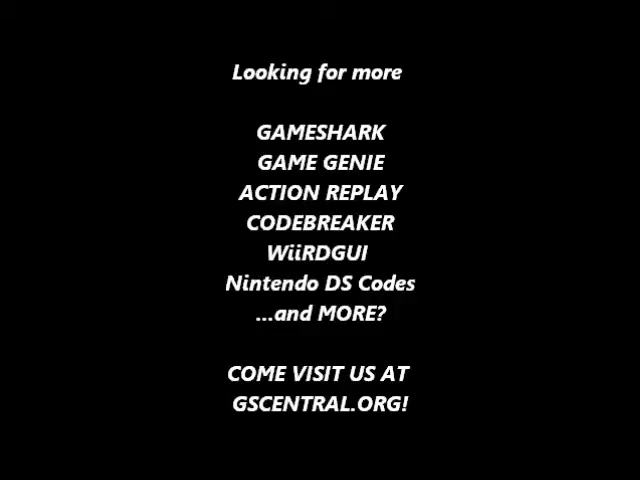 Looking for more
GAMESHARK
GAME GENIE
ACTION REPLAY
CODEBREAKER
WiiRDGUI
Nintendo DS Codes
...and MORE?
COME VISIT US AT
GSCENTRAL.ORG!